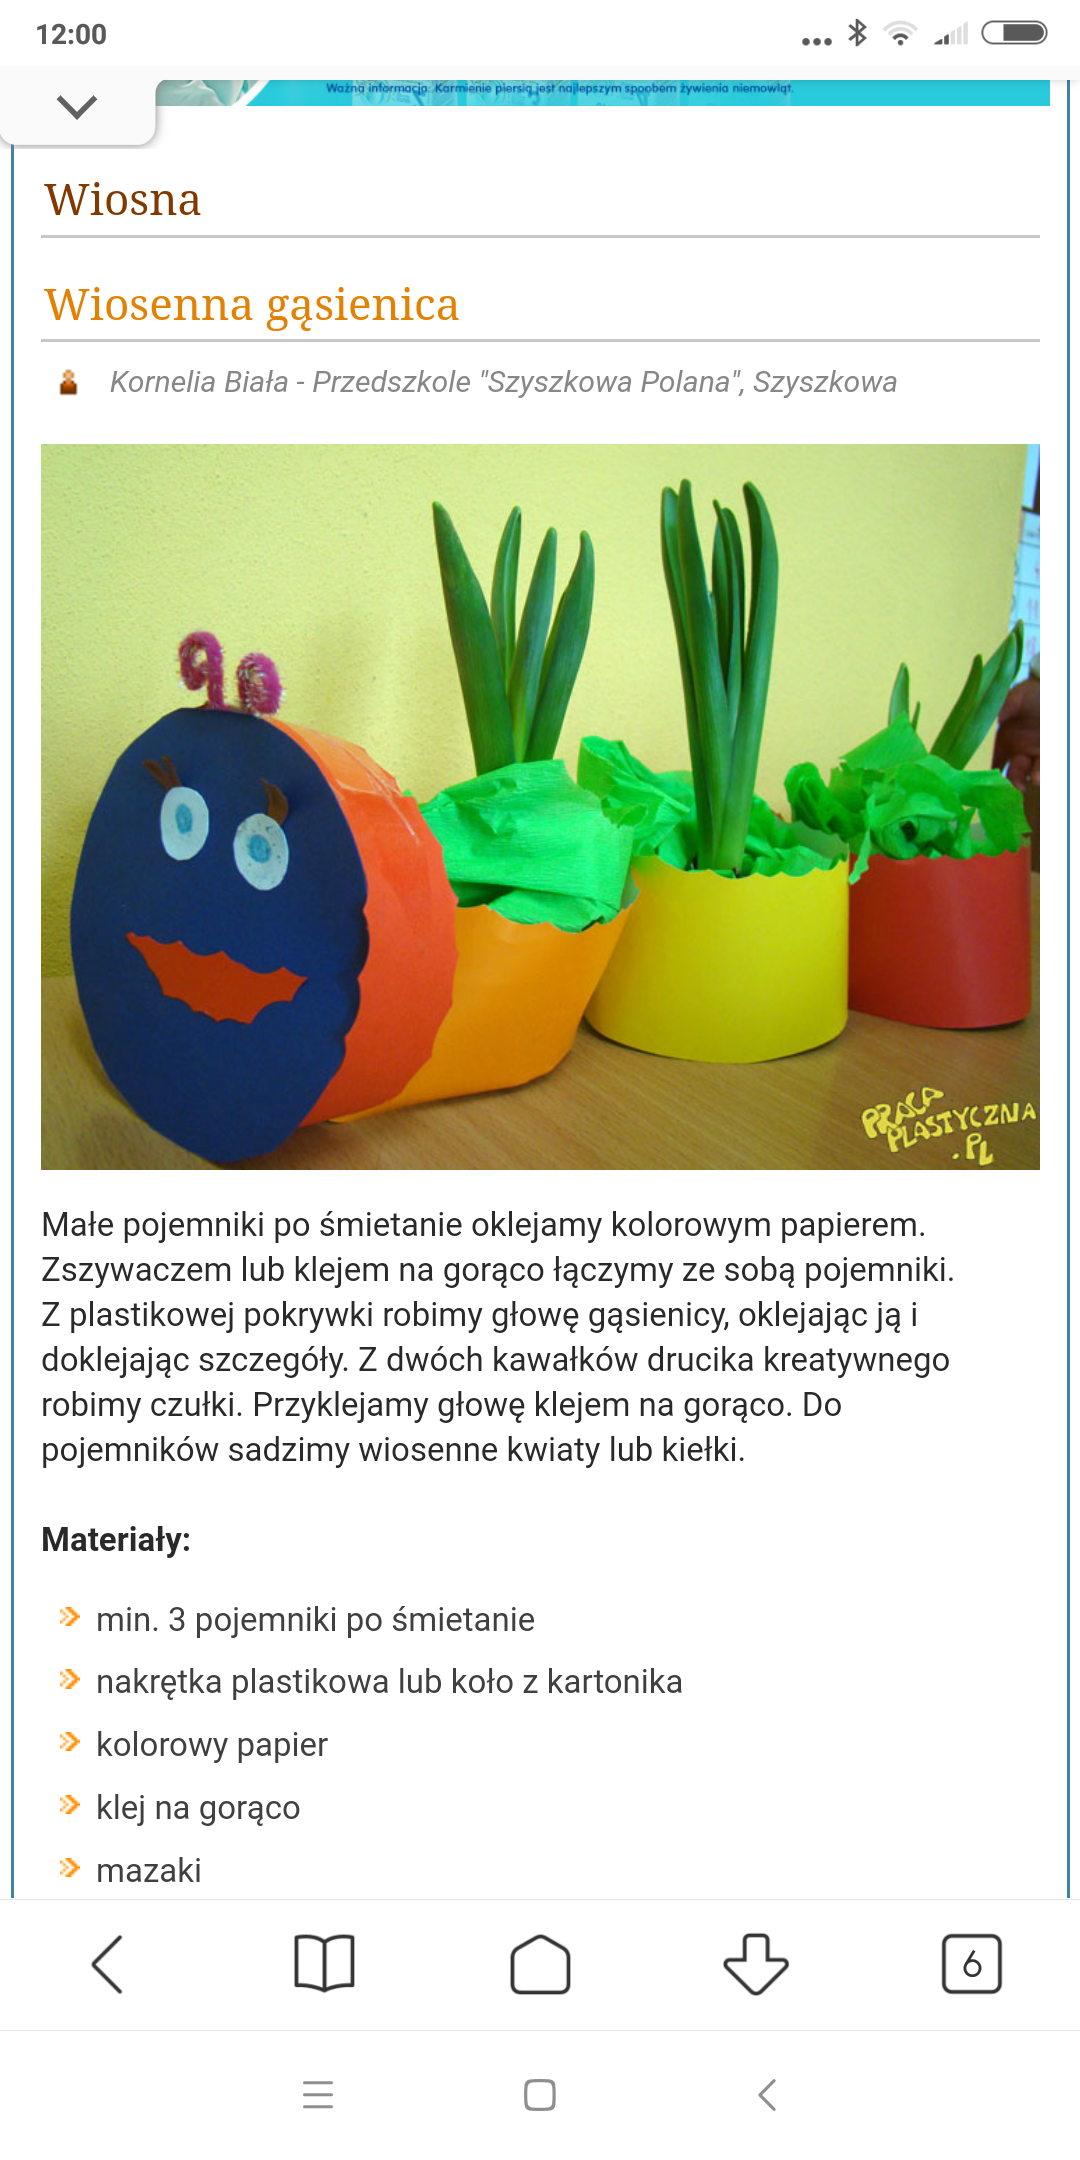 12:00
Ważną informacja: Karmienie piersią jest najlepszym spoobem żywienia niemowląt.
Wiosna
Wiosenna gąsienica
Kornelia Biała - Przedszkole "Szyszkowa Polana", Szyszkowa
PRACA
PLASTYCZNA
.PL
Małe pojemniki po śmietanie oklejamy kolorowym papierem.
Zszywaczem lub klejem na gorąco łączymy ze sobą pojemniki.
Z plastikowej pokrywki robimy głowę gąsienicy, oklejając ją i
doklejając szczegóły. Z dwóch kawałków drucika kreatywnego
robimy czułki. Przyklejamy głowę klejem na gorąco. Do
pojemników sadzimy wiosenne kwiaty lub kiełki.
Materiały:
min. 3 pojemniki po śmietanie
nakrętka plastikowa lub koło z kartonika
kolorowy papier
klej na gorąco
mazaki
6